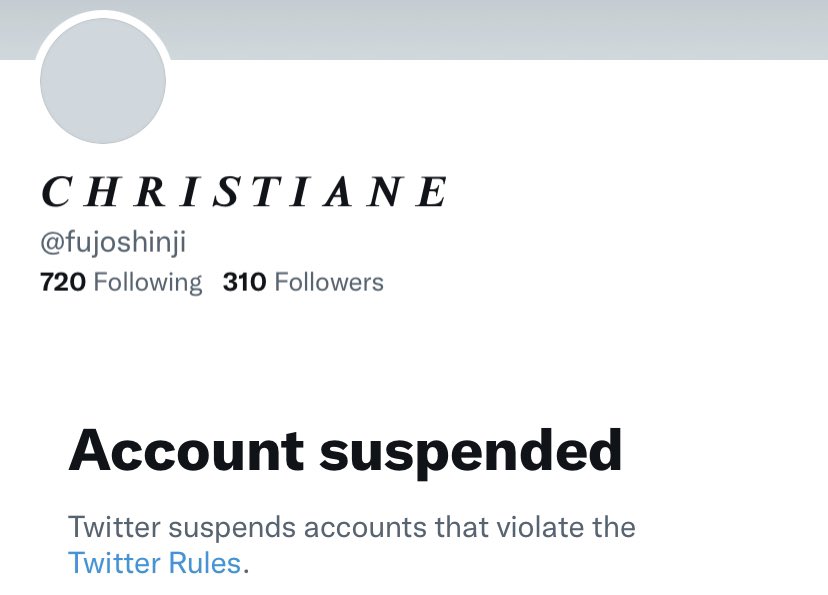 C H R I S T I A N E
@fujoshinji
720 Following 310 Followers
Account suspended
Twitter suspends accounts that violate the
Twitter Rules.